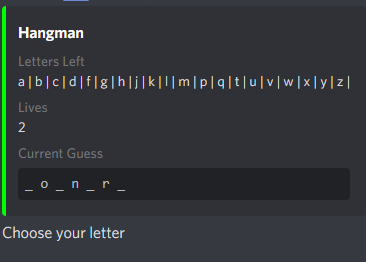 Hangman
Letters Left
a|b|c|d|f|g|h|j|k|l|m|p|q|t|u|v|w|x|y|z|
Lives
2
Current Guess
_ o _ n _ r _
Choose your letter